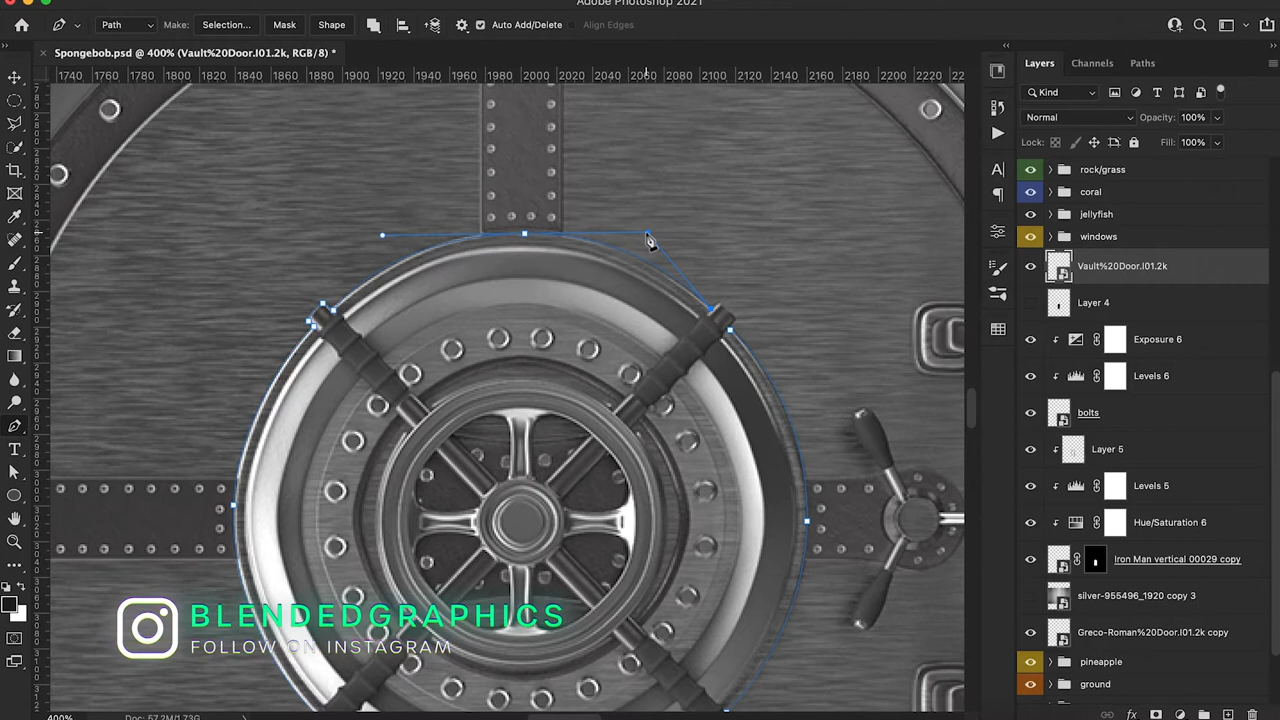 Adobe Photoshop 2021
Path Make: Selection... Mask Shape Auto Add/Delete Align Edges
Spongebob.psd @ 400% (Vault%20Door.I01.2k, RGB/8) *
1740 1760 1780 1800 1820 1840 1860 1880 1900 1920 1940 1960 1980 2000 2020 2040 2060 2080 2100 2120 2140 2160 2180 2200 2220
Layers Channels Paths
Kind
Normal Opacity: 100%
Lock: Fill: 100%
rock/grass
coral
jellyfish
windows
Vault%20Door.I01.2k
Layer 4
Exposure 6
Levels 6
bolts
Layer 5
Levels 5
Hue/Saturation 6
Iron Man vertical 00029 copy
silver-955496_1920 copy 3
Greco-Roman%20Door.I01.2k copy
pineapple
ground
BLENDEDGRAPHICS
FOLLOW ON INSTAGRAM
400% Doc: 57.2M/1.73G